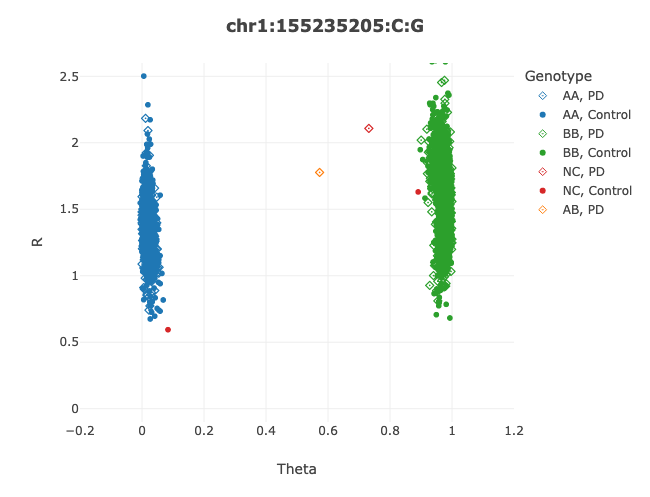 chr1:155235205:C:G
Genotype
AA, PD
AA, Control
BB, PD
BB, Control
NC, PD
NC, Control
AB, PD
2.5
2
1.5
1
0.5
0
R
−0.2 0 0.2 0.4 0.6 0.8 1 1.2
Theta